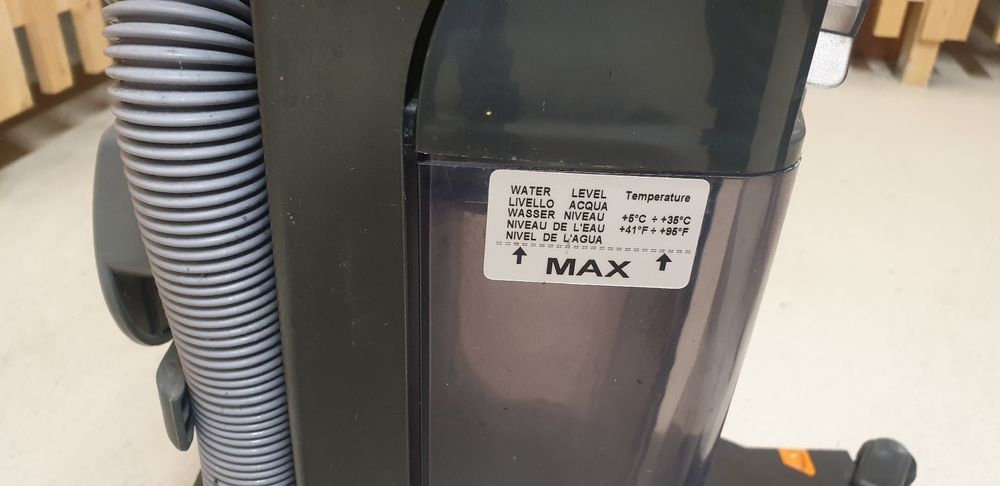 WATER LEVEL Temperature
LIVELLO ACQUA
WASSER NIVEAU +5°C ÷ +35°C
NIVEAU DE L'EAU +41°F ÷ +95°F
NIVEL DE L'AGUA
MAX